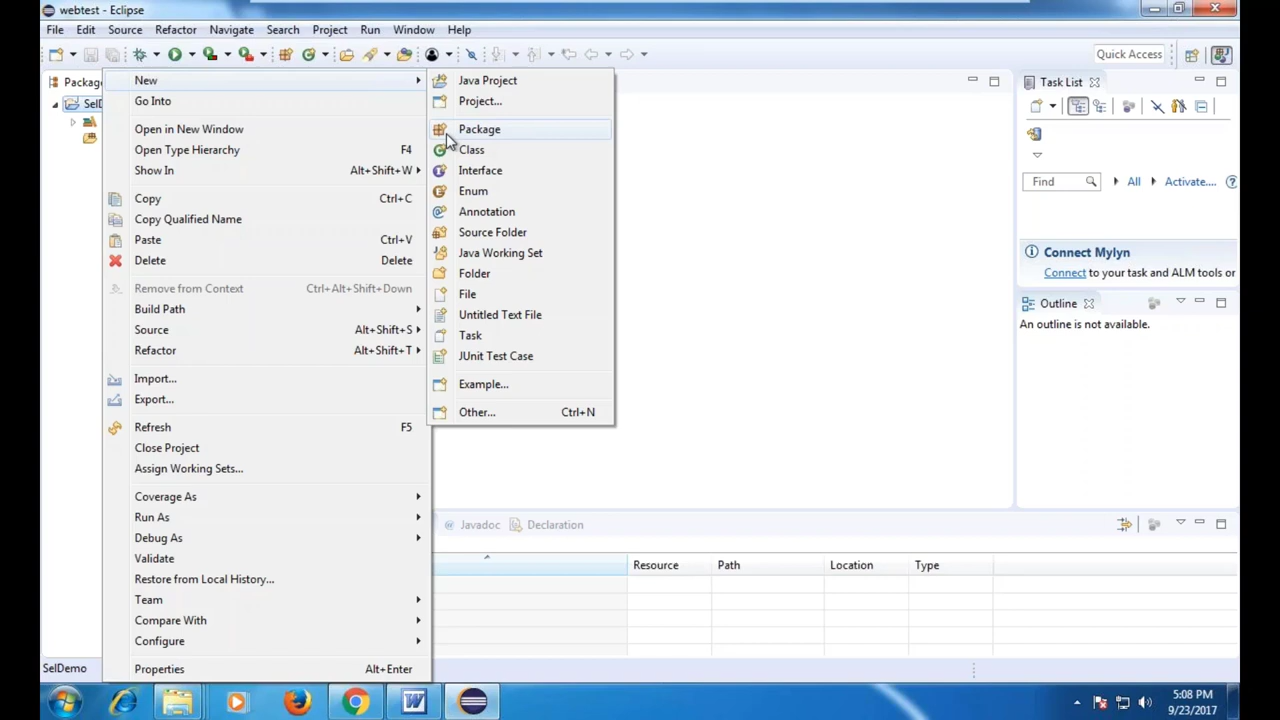 webtest - Eclipse
File Edit Source Refactor Navigate Search Project Run Window Help
Quick Access
Package
SelD
New
Go Into
Open in New Window
Open Type Hierarchy F4
Show In Alt+Shift+W
Copy Ctrl+C
Copy Qualified Name
Paste Ctrl+V
Delete Delete
Remove from Context Ctrl+Alt+Shift+Down
Build Path
Source Alt+Shift+S
Refactor Alt+Shift+T
Import...
Export...
Refresh F5
Close Project
Assign Working Sets...
Coverage As
Run As
Debug As
Validate
Restore from Local History...
Team
Compare With
Configure
Properties Alt+Enter
Java Project
Project...
Package
Class
Interface
Enum
Annotation
Source Folder
Java Working Set
Folder
File
Untitled Text File
Task
JUnit Test Case
Example...
Other... Ctrl+N
Task List
Find All Activate....
Connect Mylyn
Connect to your task and ALM tools or
Outline
An outline is not available.
@ Javadoc Declaration
Resource Path Location Type
SelDemo
5:08 PM
9/23/2017